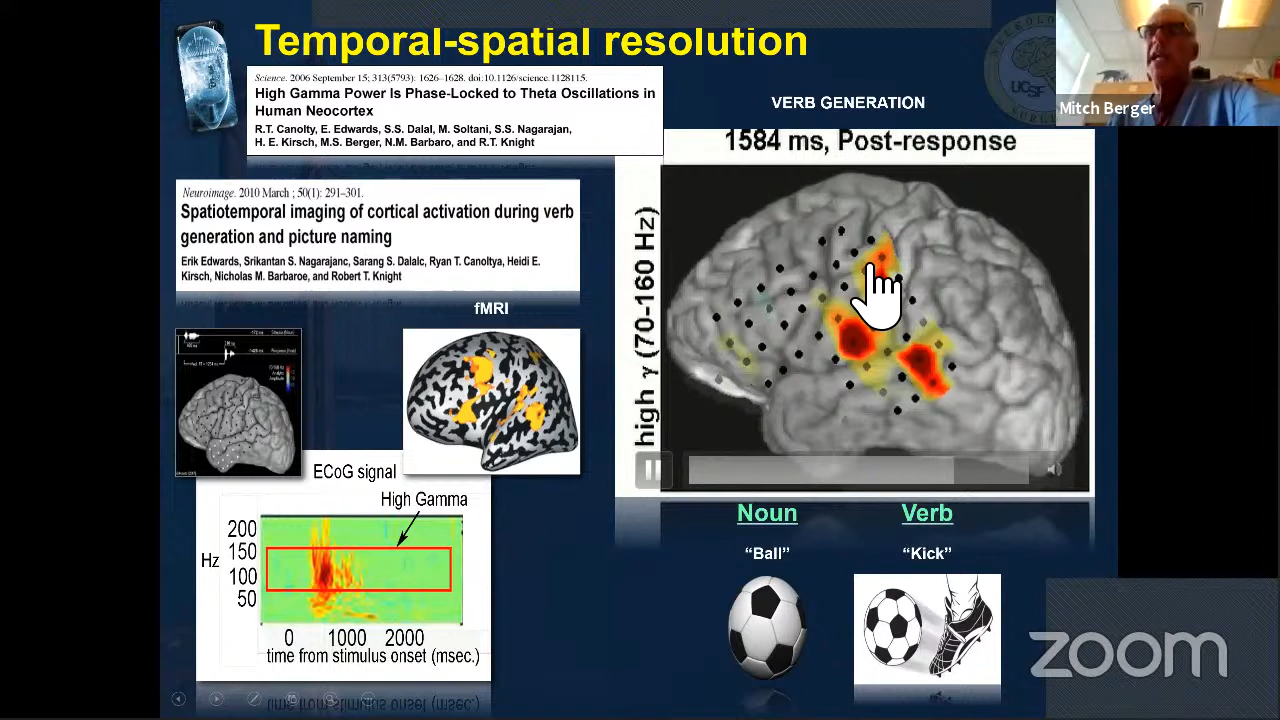 Temporal-spatial resolution
Science. 2006 September 15; 313(5793): 1626–1628. doi:10.1126/science.1128115.
High Gamma Power Is Phase-Locked to Theta Oscillations in
Human Neocortex
R.T. Canolty, E. Edwards, S.S. Dalal, M. Soltani, S.S. Nagarajan,
H. E. Kirsch, M.S. Berger, N.M. Barbaro, and R.T. Knight
Neuroimage. 2010 March ; 50(1): 291–301.
Spatiotemporal imaging of cortical activation during verb
generation and picture naming
Erik Edwards, Srikantan S. Nagarajanc, Sarang S. Dalalc, Ryan T. Canoltya, Heidi E.
Kirsch, Nicholas M. Barbaroe, and Robert T. Knight
fMRI
ECoG signal
High Gamma
Hz
200
150
100
50
0 1000 2000
time from stimulus onset (msec.)
VERB GENERATION
1584 ms, Post-response
high γ (70-160 Hz)
Noun Verb
“Ball” “Kick”
UCSF
Mitch Berger
zoom